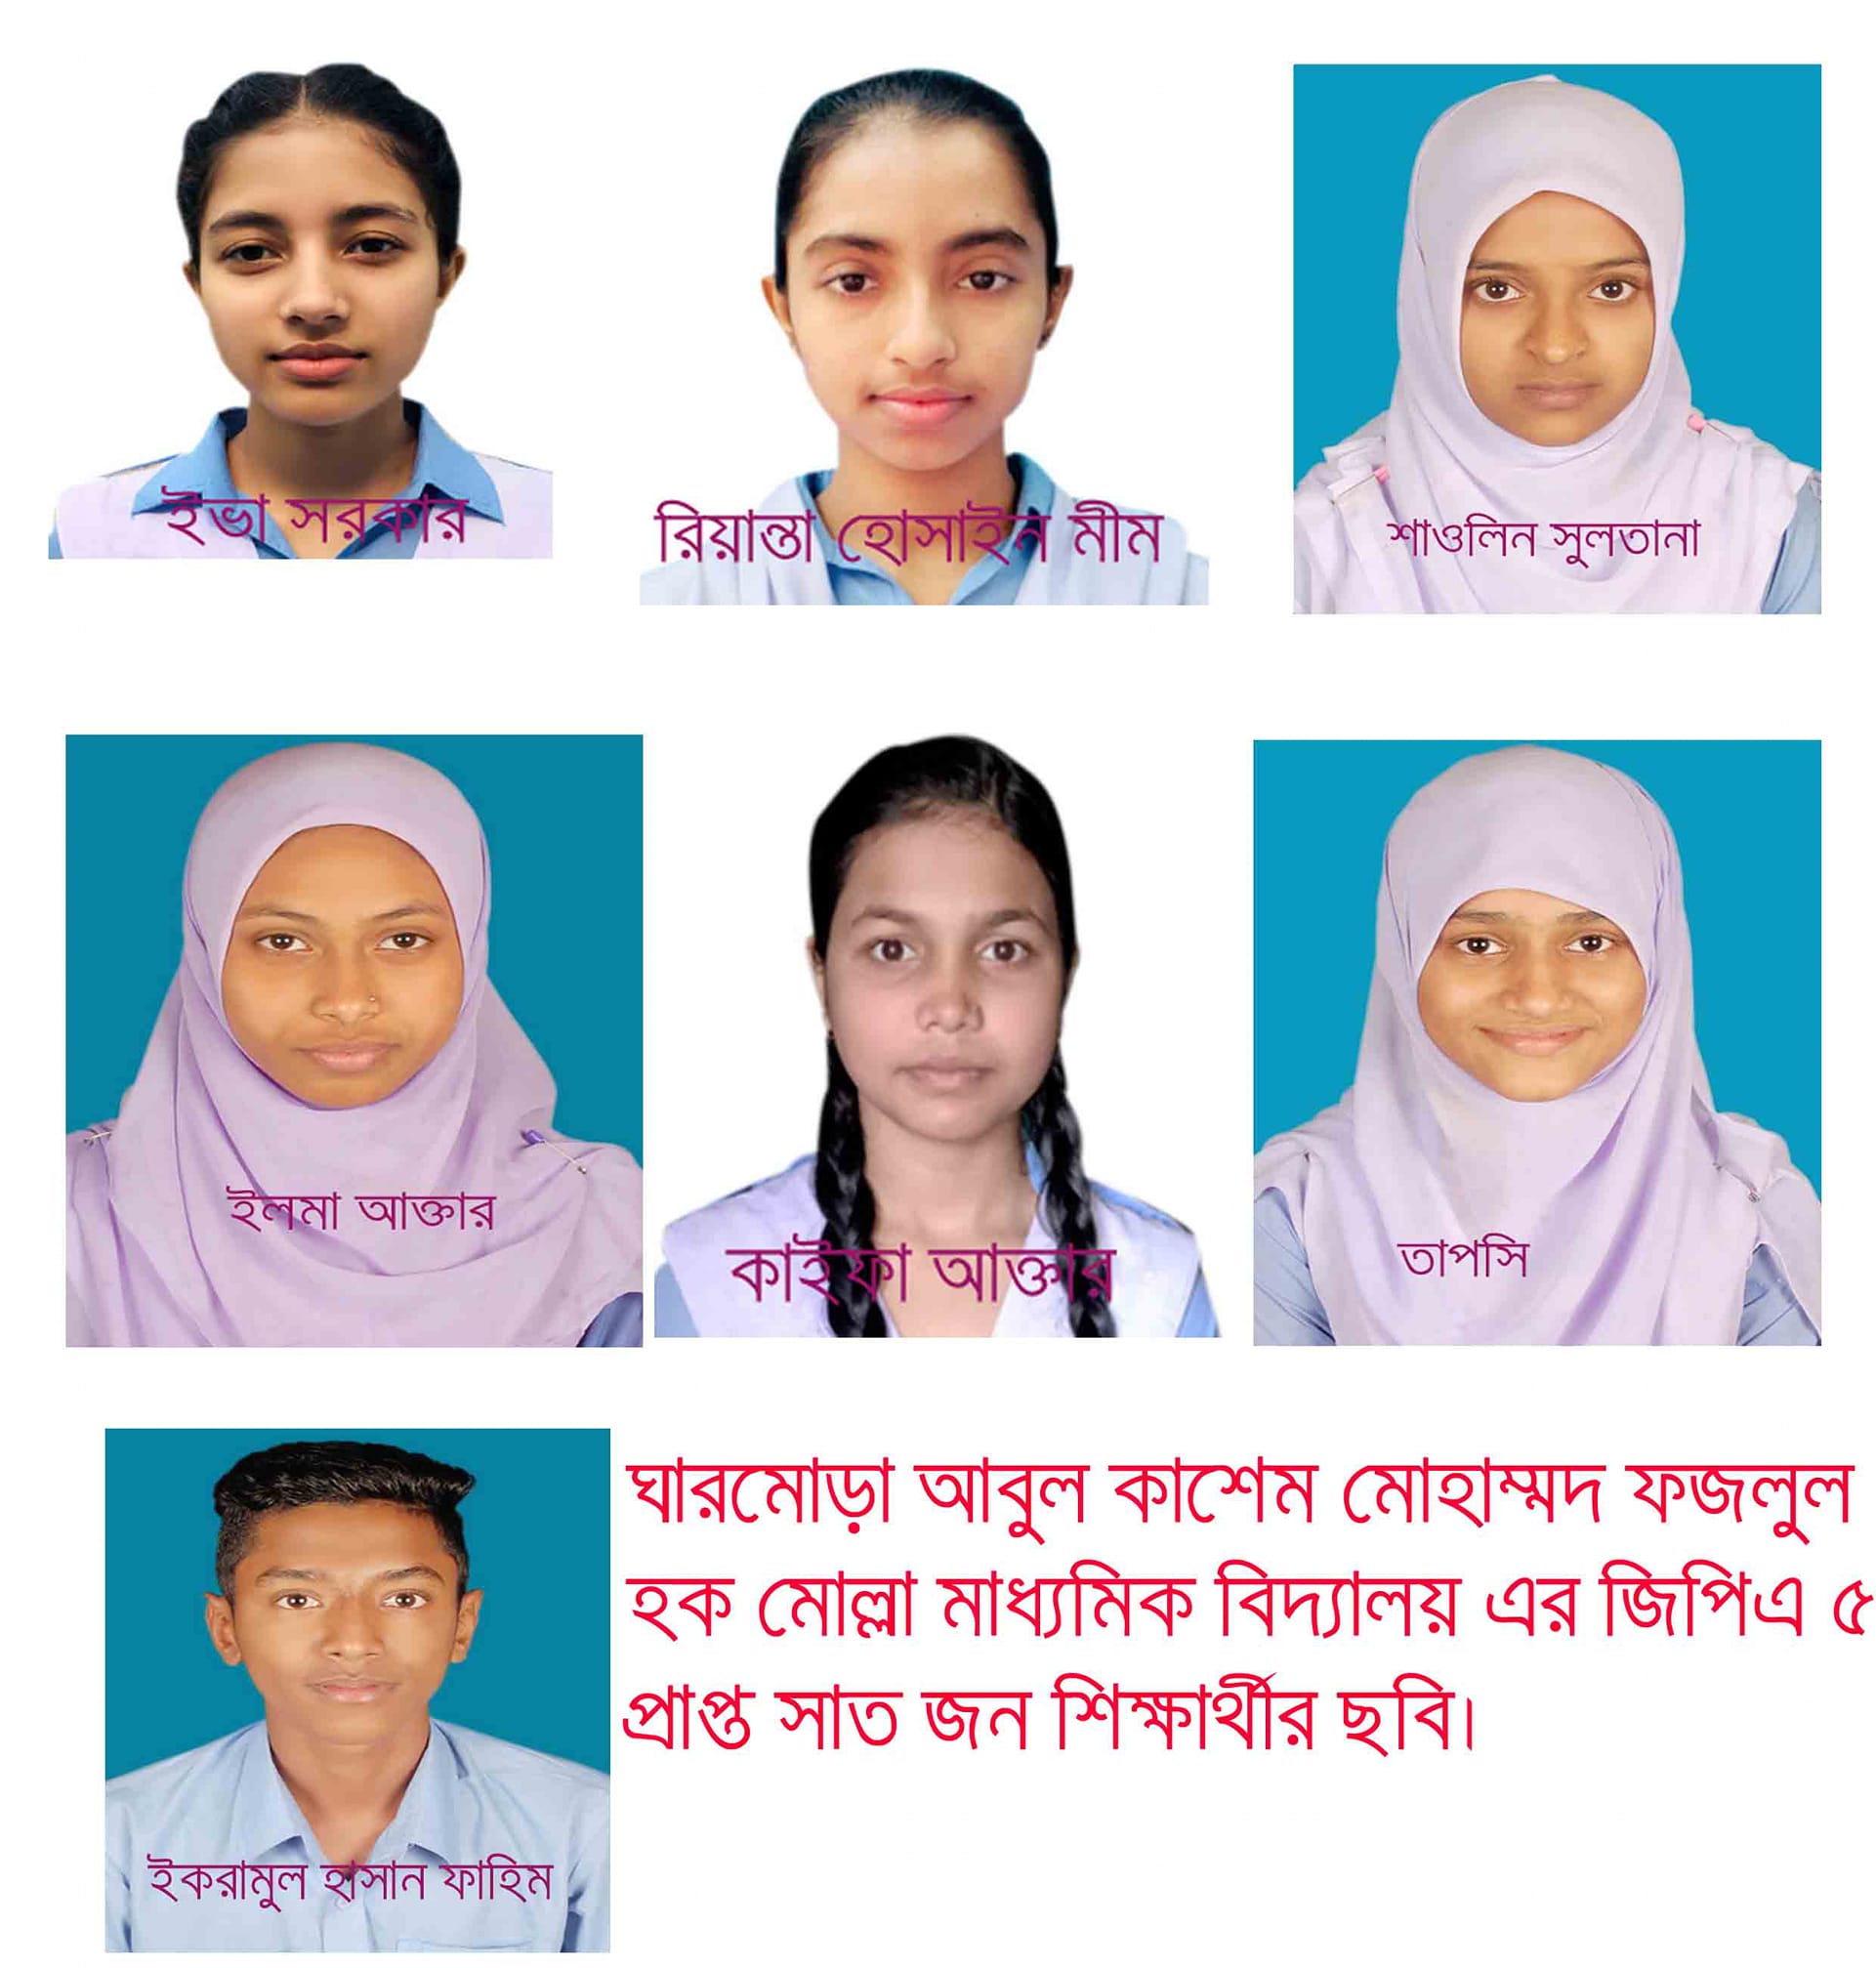 ইভা সরকার
রিয়ান্তা হোসাইন মীম
শাওলিন সুলতানা
ইলমা আক্তার
কাইফা আক্তার
তাপসি
ইকরামুল হাসান ফাহিম
ঘারমোড়া আবুল কাশেম মোহাম্মদ ফজলুল
হক মোল্লা মাধ্যমিক বিদ্যালয় এর জিপিএ ৫
প্রাপ্ত সাত জন শিক্ষার্থীর ছবি।